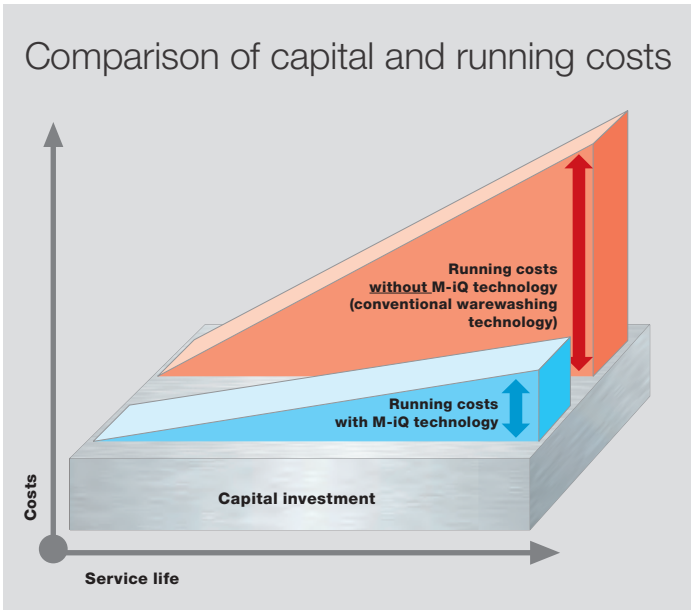 Comparison of capital and running costs
Running costs
without M-iQ technology
(conventional warewashing
technology)
Running costs
with M-iQ technology
Capital investment
Costs
Service life